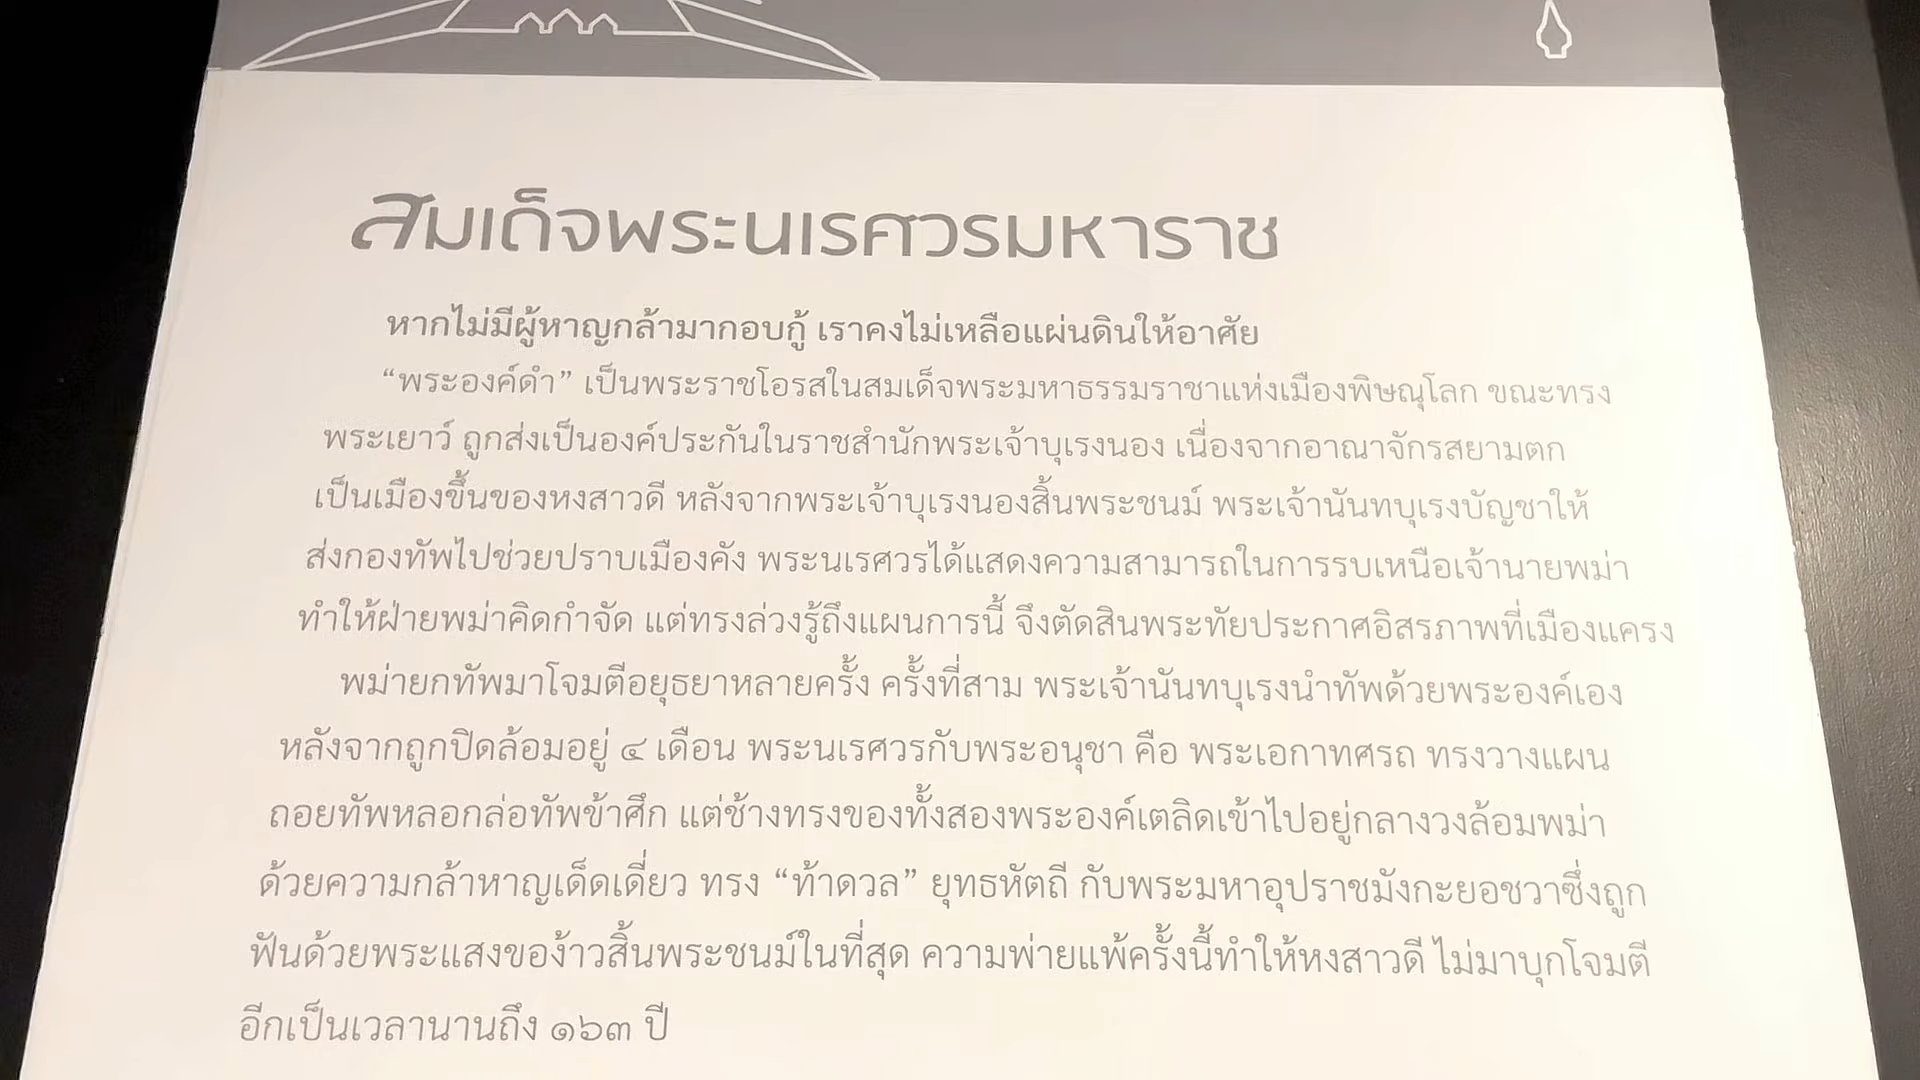 สมเด็จพระนเรศวรมหาราช
หากไม่มีผู้หาญกล้ามากอบกู้ เราคงไม่เหลือแผ่นดินให้อาศัย
“พระองค์ดำ” เป็นพระราชโอรสในสมเด็จพระมหาธรรมราชาแห่งเมืองพิษณุโลก ขณะทรง
พระเยาว์ ถูกส่งเป็นองค์ประกันในราชสำนักพระเจ้าบุเรงนอง เนื่องจากอาณาจักรสยามตก
เป็นเมืองขึ้นของหงสาวดี หลังจากพระเจ้าบุเรงนองสิ้นพระชนม์ พระเจ้านันทบุเรงบัญชาให้
ส่งกองทัพไปช่วยปราบเมืองคัง พระนเรศวรได้แสดงความสามารถในการรบเหนือเจ้านายพม่า
ทำให้ฝ่ายพม่าคิดกำจัด แต่ทรงล่วงรู้ถึงแผนการนี้ จึงตัดสินพระทัยประกาศอิสรภาพที่เมืองแครง
พม่ายกทัพมาโจมตีอยุธยาหลายครั้ง ครั้งที่สาม พระเจ้านันทบุเรงนำทัพด้วยพระองค์เอง
หลังจากถูกปิดล้อมอยู่ ๔ เดือน พระนเรศวรกับพระอนุชา คือ พระเอกาทศรถ ทรงวางแผน
ถอยทัพหลอกล่อทัพข้าศึก แต่ช้างทรงของทั้งสองพระองค์เตลิดเข้าไปอยู่กลางวงล้อมพม่า
ด้วยความกล้าหาญเด็ดเดี่ยว ทรง “ท้าดวล” ยุทธหัตถี กับพระมหาอุปราชมังกะยอชวาซึ่งถูก
ฟันด้วยพระแสงของ้าวสิ้นพระชนม์ในที่สุด ความพ่ายแพ้ครั้งนี้ทำให้หงสาวดี ไม่มาบุกโจมตี
อีกเป็นเวลานานถึง ๑๖๓ ปี